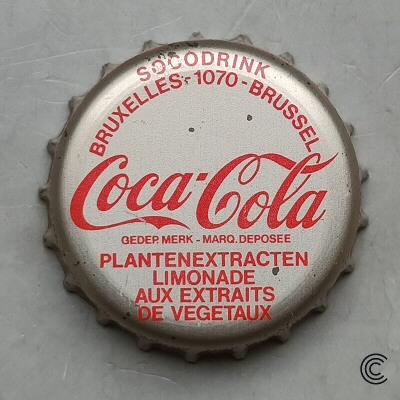 SOCODRINK
BRUXELLES - 1070 - BRUSSEL
Coca-Cola
GEDEP. MERK - MARQ. DEPOSEE
PLANTENEXTRACTEN
LIMONADE
AUX EXTRAITS
DE VEGETAUX